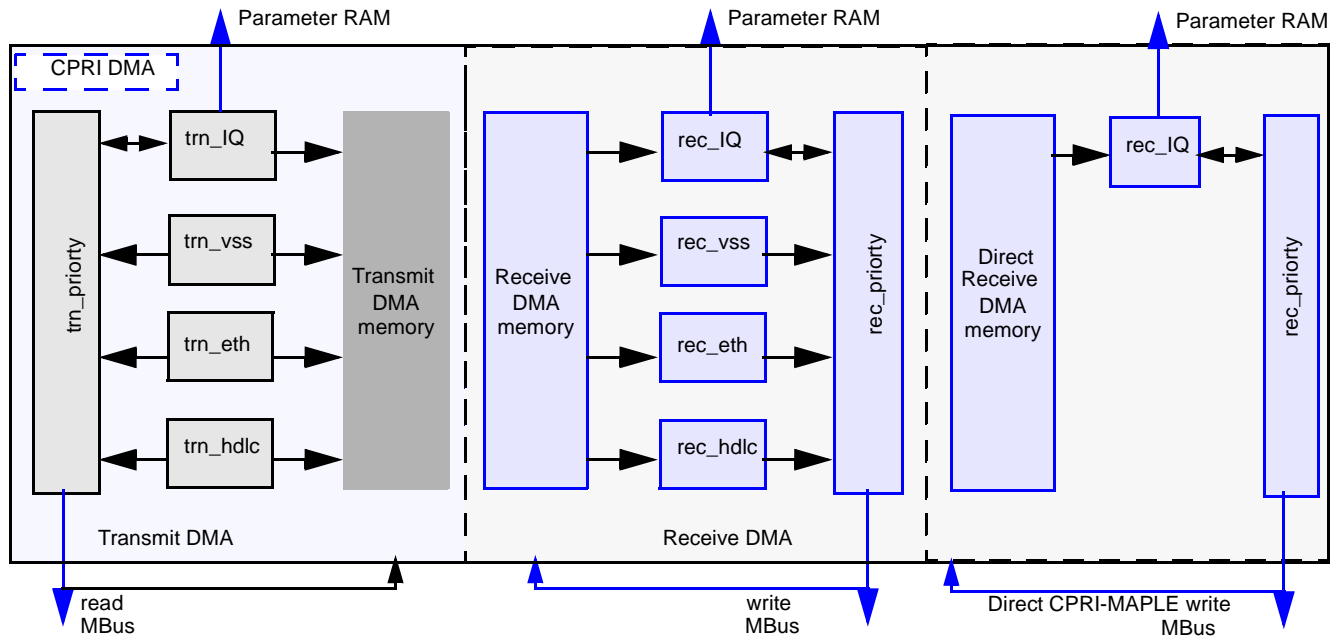 Parameter RAM
Parameter RAM
Parameter RAM
CPRI DMA
trn_priorty
trn_IQ
trn_vss
trn_eth
trn_hdlc
Transmit
DMA
memory
Transmit DMA
read
MBus
Receive
DMA
memory
rec_IQ
rec_vss
rec_eth
rec_hdlc
rec_priorty
Receive DMA
write
MBus
Direct
Receive
DMA
memory
rec_IQ
rec_priorty
Direct CPRI-MAPLE write
MBus